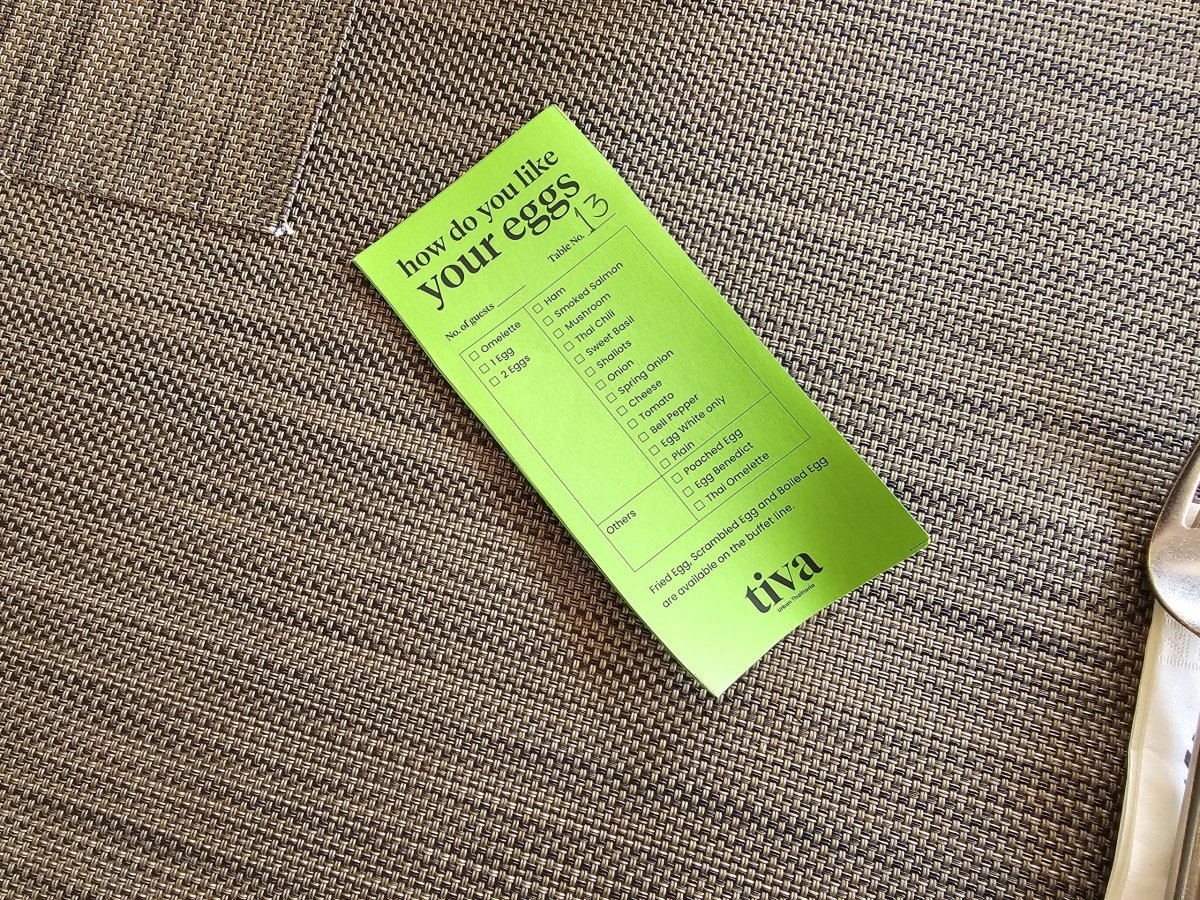 how do you like
your eggs
No. of guests
Table No. 13
Omelette
1 Egg
2 Eggs
Ham
Smoked Salmon
Mushroom
Thai Chili
Sweet Basil
Shallots
Onion
Spring Onion
Cheese
Tomato
Bell Pepper
Egg White only
Plain
Others
Poached Egg
Egg Benedict
Thai Omelette
Fried Egg, Scrambled Egg and Boiled Egg
are available on the buffet line.
tiva
Urban Thaitteria